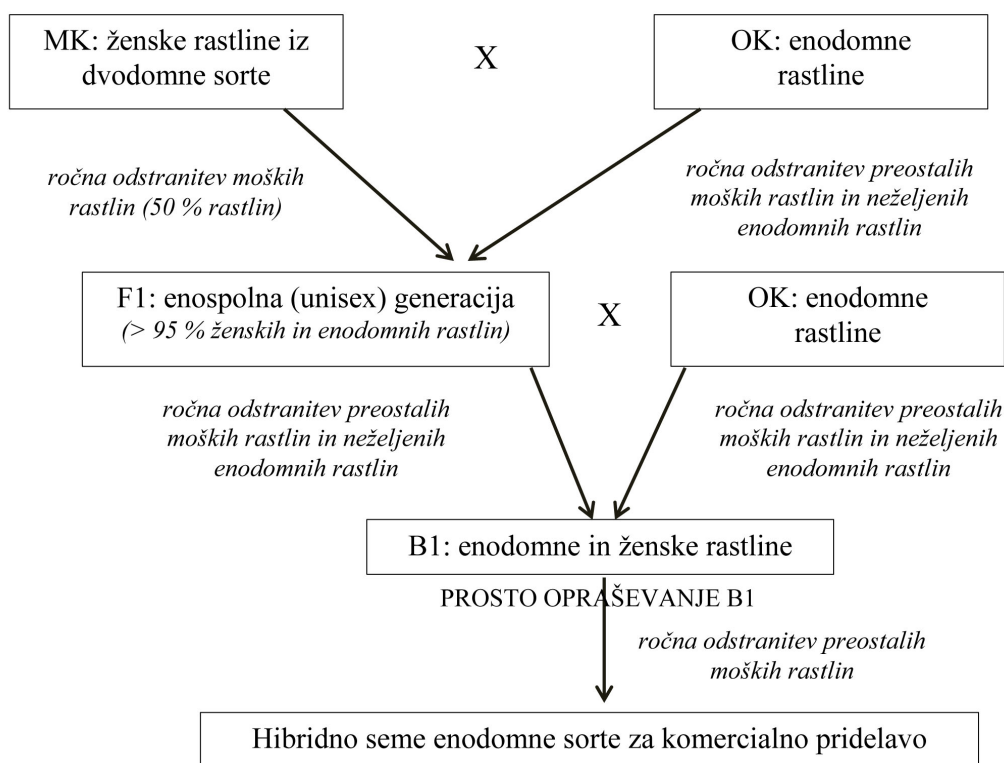 MK: ženske rastline iz
dvodomne sorte
X
OK: enodomne
rastline
ročna odstranitev moških
rastlin (50 % rastlin)
ročna odstranitev preostalih
moških rastlin in neželjenih
enodomnih rastlin
F1: enospolna (unisex) generacija
(> 95 % ženskih in enodomnih rastlin)
X
OK: enodomne
rastline
ročna odstranitev preostalih
moških rastlin in neželjenih
enodomnih rastlin
ročna odstranitev preostalih
moških rastlin in neželjenih
enodomnih rastlin
B1: enodomne in ženske rastline
PROSTO OPRAŠEVANJE B1
ročna odstranitev preostalih
moških rastlin
Hibridno seme enodomne sorte za komercialno pridelavo